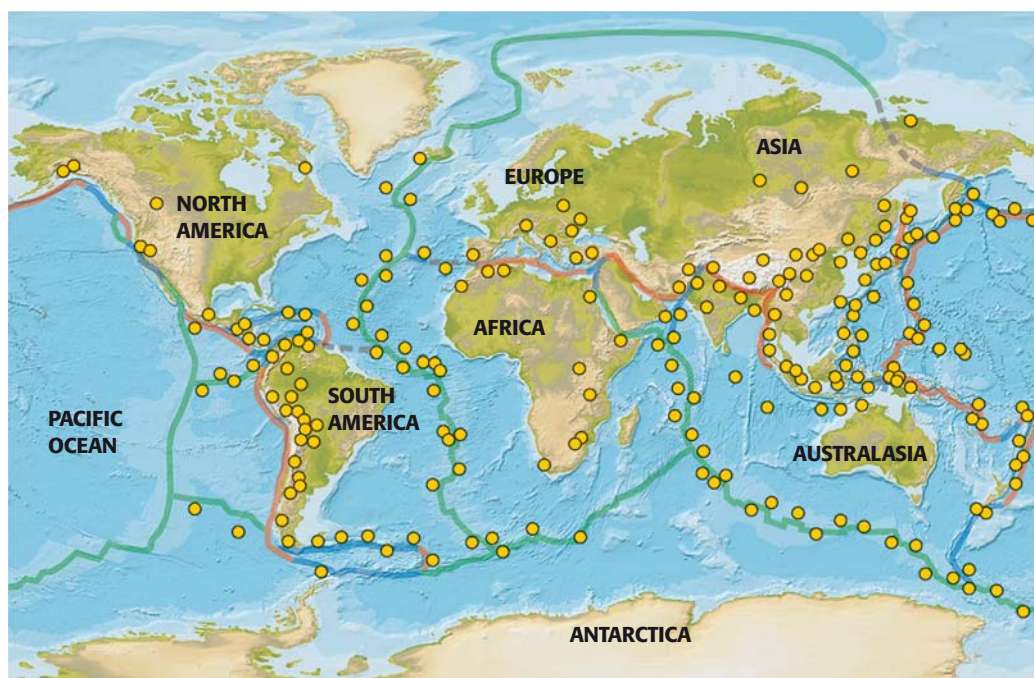 ASIA
EUROPE
NORTH
AMERICA
AFRICA
SOUTH
AMERICA
PACIFIC
OCEAN
AUSTRALASIA
ANTARCTICA